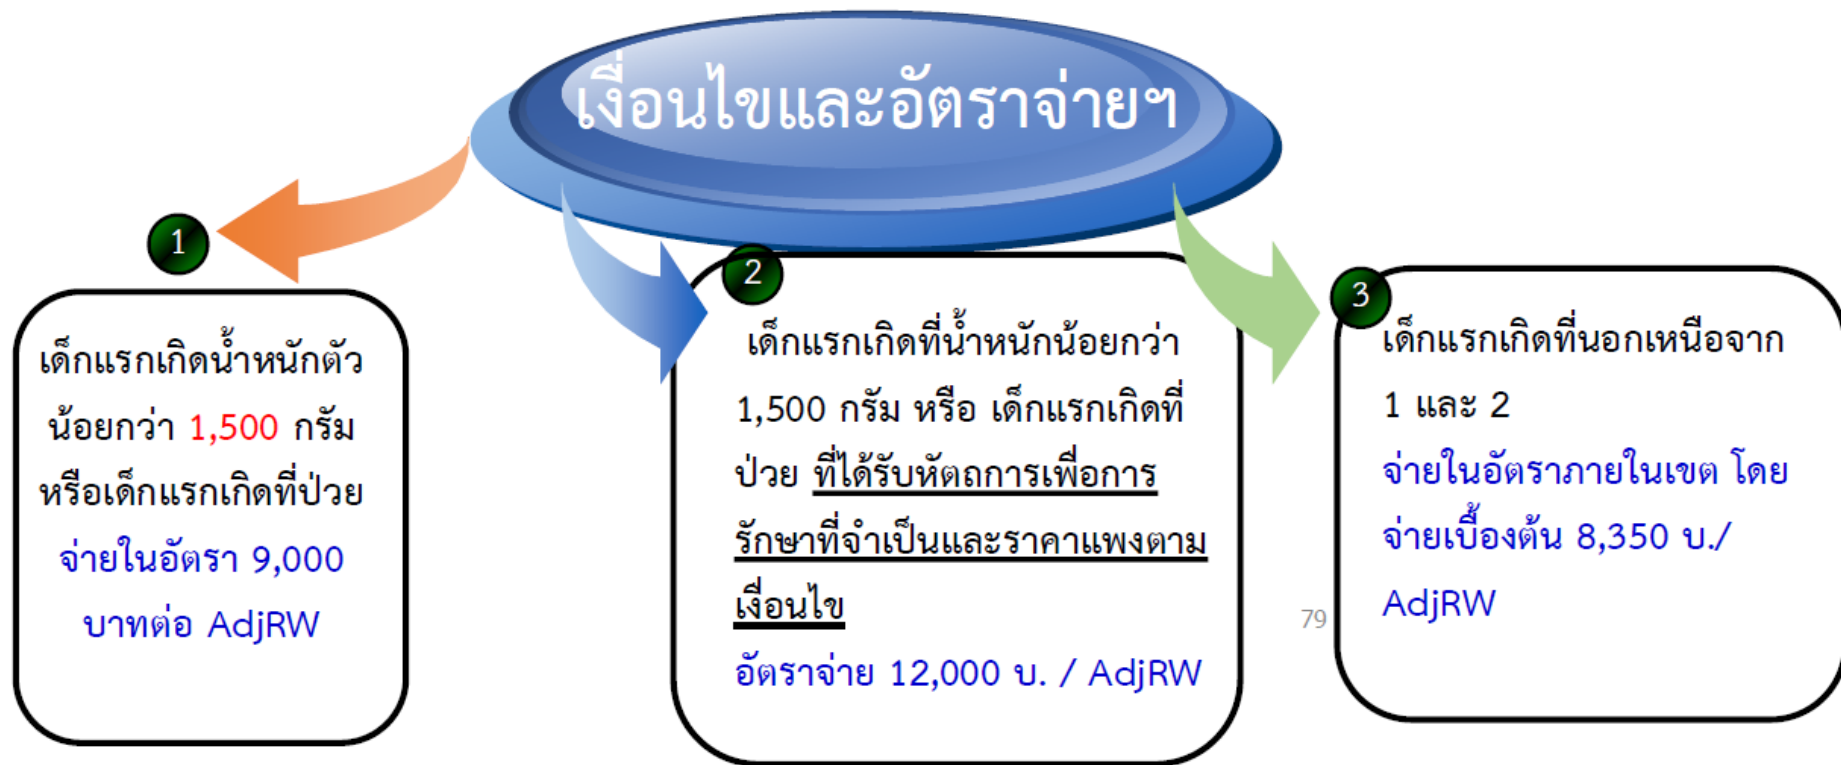 เงื่อนไขและอัตราจ่ายฯ
1
เด็กแรกเกิดน้ำหนักตัว
น้อยกว่า 1,500 กรัม
หรือเด็กแรกเกิดที่ป่วย
จ่ายในอัตรา 9,000
บาทต่อ AdjRW
2
เด็กแรกเกิดที่น้ำหนักน้อยกว่า
1,500 กรัม หรือ เด็กแรกเกิดที่
ป่วย ที่ได้รับหัตถการเพื่อการ
รักษาที่จำเป็นและราคาแพงตาม
เงื่อนไข
อัตราจ่าย 12,000 บ. / AdjRW
3
เด็กแรกเกิดที่นอกเหนือจาก
1 และ 2
จ่ายในอัตราภายในเขต โดย
จ่ายเบื้องต้น 8,350 บ./
AdjRW
79